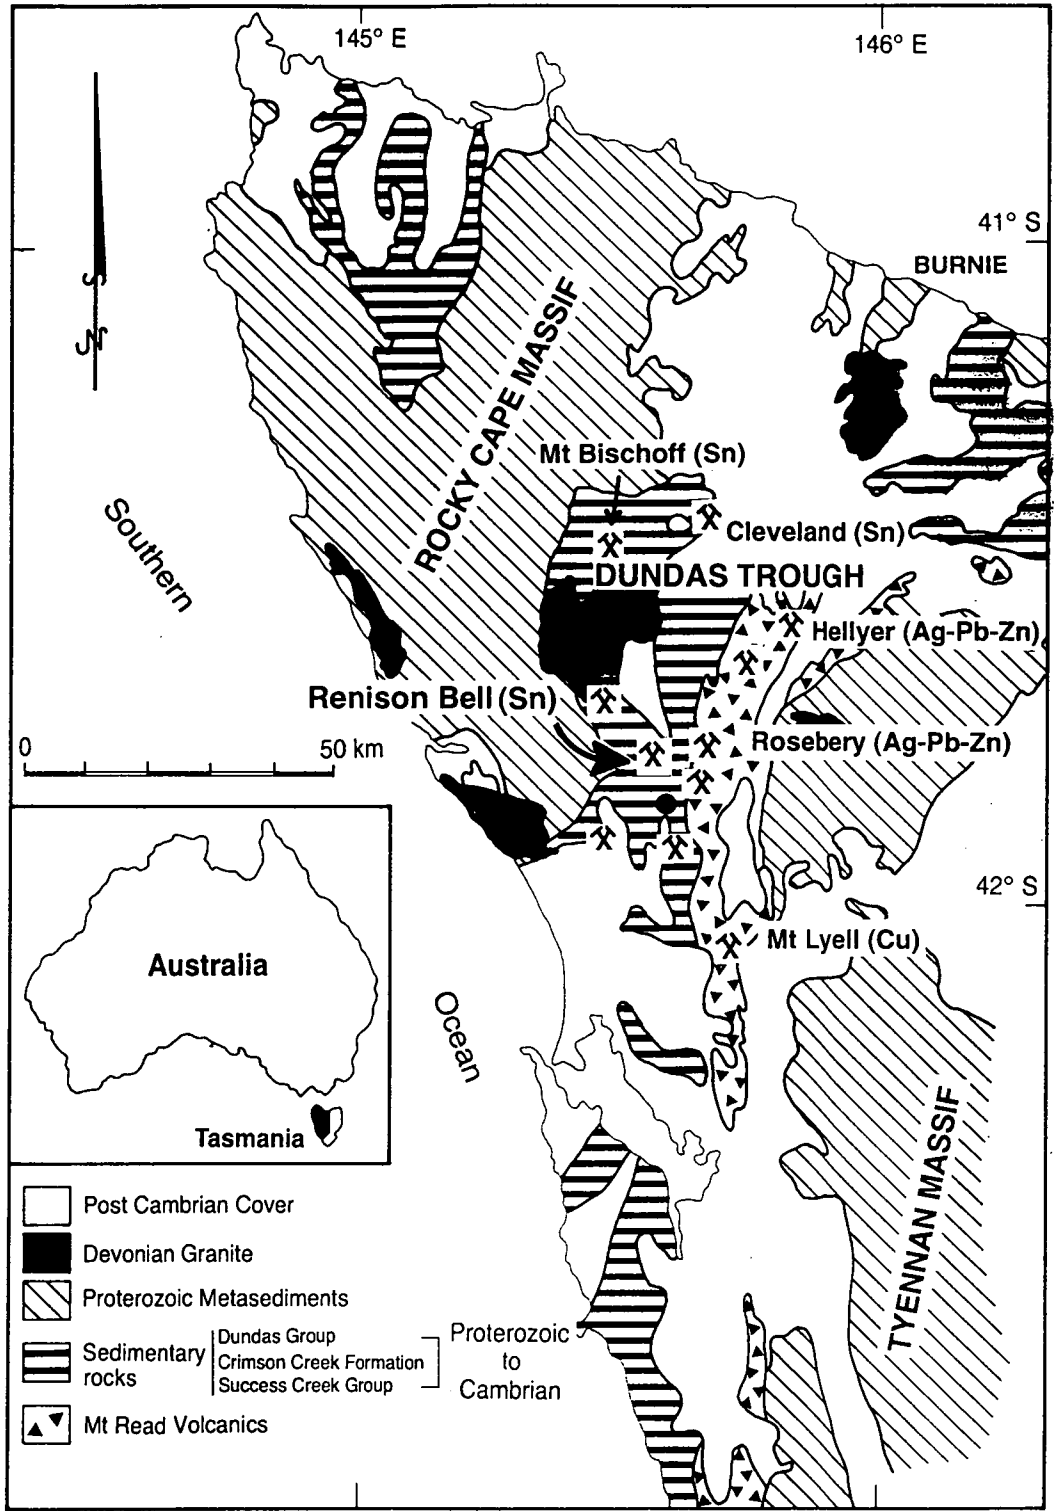 145° E
146° E
41° S
BURNIE
ROCKY CAPE MASSIF
Mt Bischoff (Sn)
Southern
Cleveland (Sn)
DUNDAS TROUGH
Hellyer (Ag-Pb-Zn)
Renison Bell (Sn)
0
50 km
Rosebery (Ag-Pb-Zn)
42° S
Mt Lyell (Cu)
Australia
Ocean
Tasmania
TYENNAN MASSIF
Post Cambrian Cover
Devonian Granite
Proterozoic Metasediments
Sedimentary
rocks
Dundas Group
Crimson Creek Formation
Success Creek Group
Proterozoic
to
Cambrian
Mt Read Volcanics